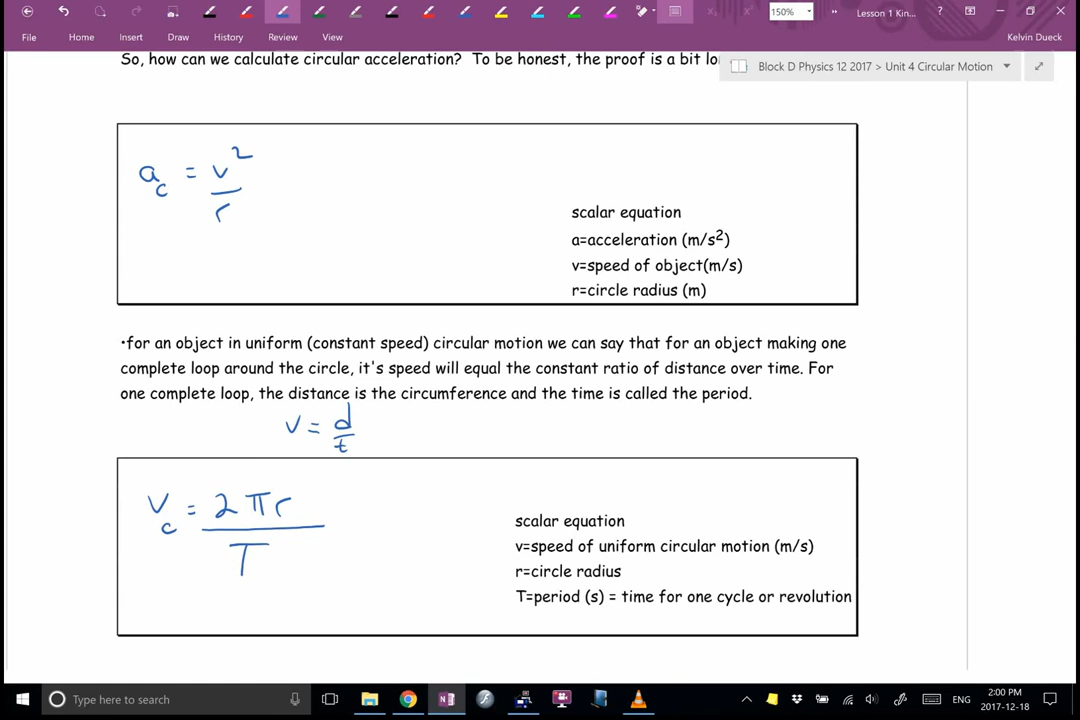 150%
Lesson 1 Kin...
?
File
Home
Insert
Draw
History
Review
View
Kelvin Dueck
So, how can we calculate circular acceleration? To be honest, the proof is a bit lo
Block D Physics 12 2017 > Unit 4 Circular Motion
a_c = v²/r
scalar equation
a=acceleration (m/s²)
v=speed of object(m/s)
r=circle radius (m)
•for an object in uniform (constant speed) circular motion we can say that for an object making one
complete loop around the circle, it's speed will equal the constant ratio of distance over time. For
one complete loop, the distance is the circumference and the time is called the period.
v = d/t
v_c = 2πr/T
scalar equation
v=speed of uniform circular motion (m/s)
r=circle radius
T=period (s) = time for one cycle or revolution
Type here to search
ENG
2:00 PM
2017-12-18